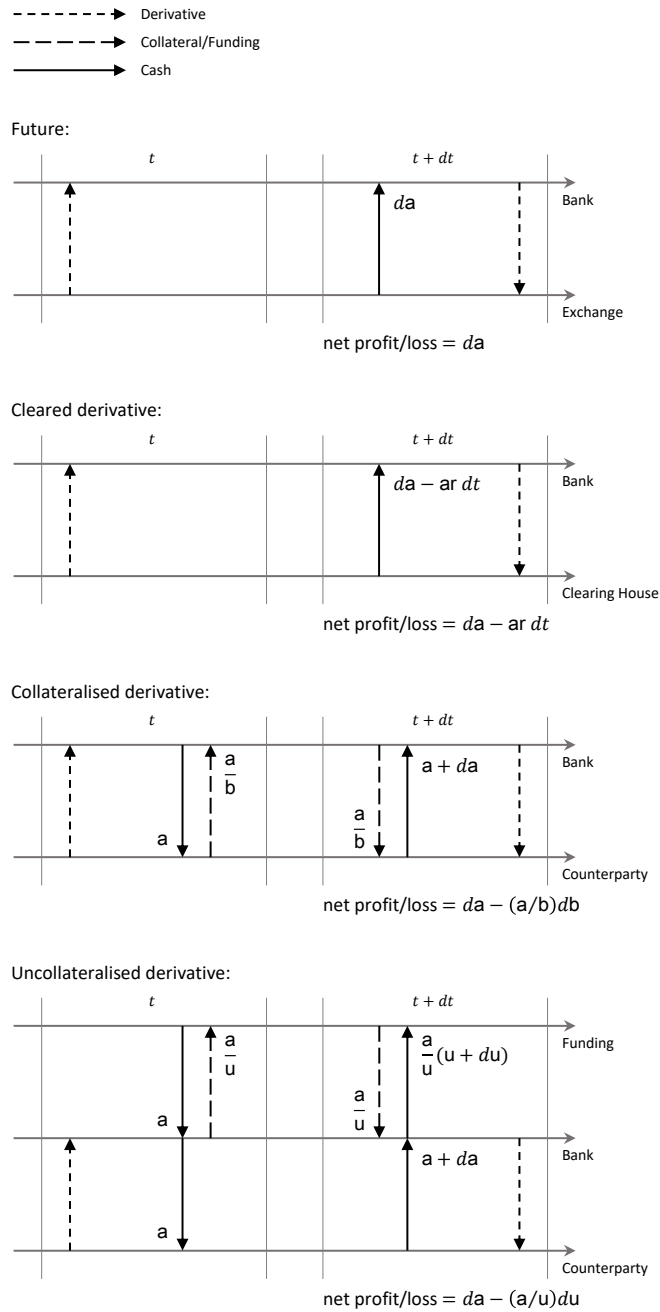 Derivative
Collateral/Funding
Cash
Future:
t
t + dt
da
Bank
Exchange
net profit/loss = da
Cleared derivative:
t
t + dt
da − ar dt
Bank
Clearing House
net profit/loss = da − ar dt
Collateralised derivative:
t
t + dt
a
a/b
a/b
a + da
Bank
Counterparty
net profit/loss = da − (a/b)db
Uncollateralised derivative:
t
t + dt
a
a/u
a/u
a/u (u + du)
Funding
a
a + da
Bank
Counterparty
net profit/loss = da − (a/u)du